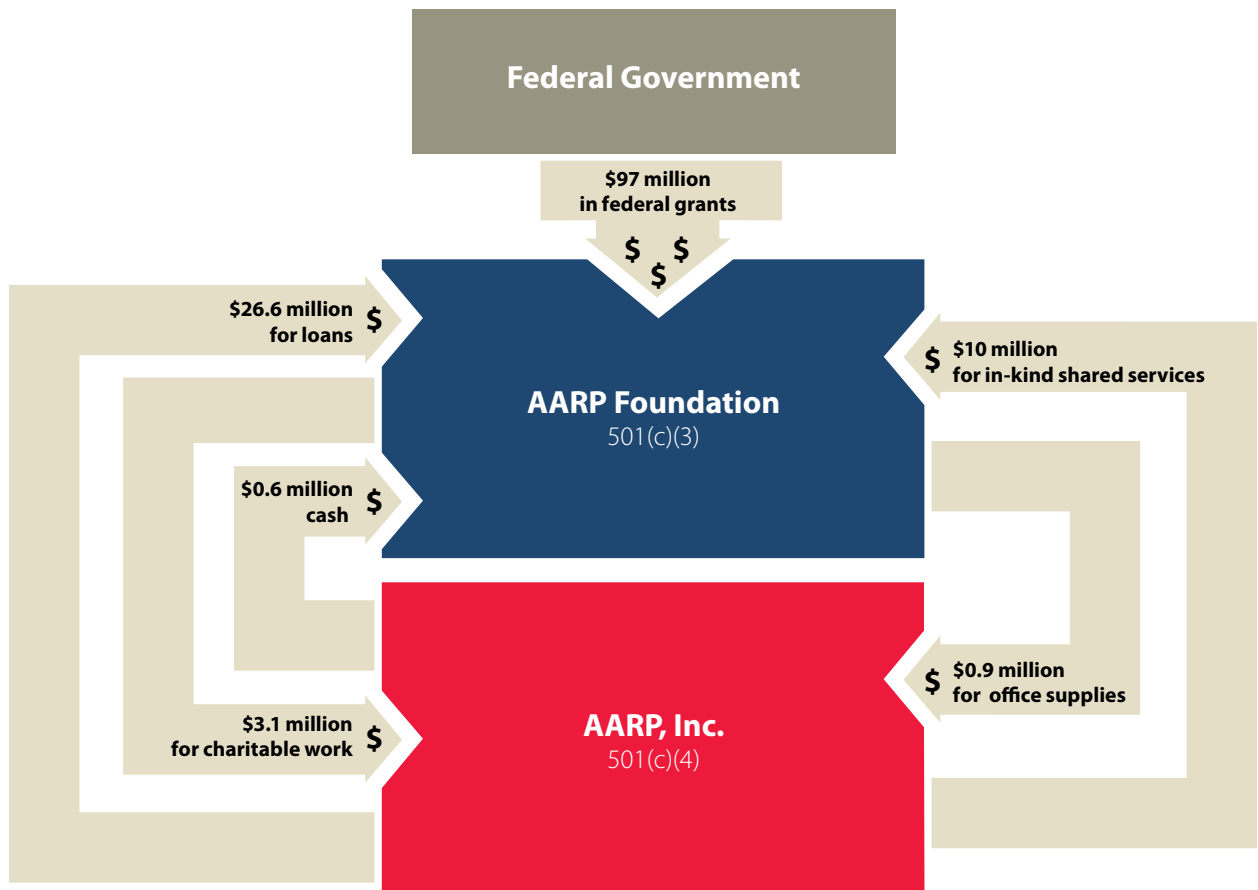 Federal Government
$97 million
in federal grants
$ $
$
$26.6 million
for loans
$
$10 million
for in-kind shared services
$
AARP Foundation
501(c)(3)
$0.6 million
cash
$
$0.9 million
for office supplies
$
$3.1 million
for charitable work
$
AARP, Inc.
501(c)(4)